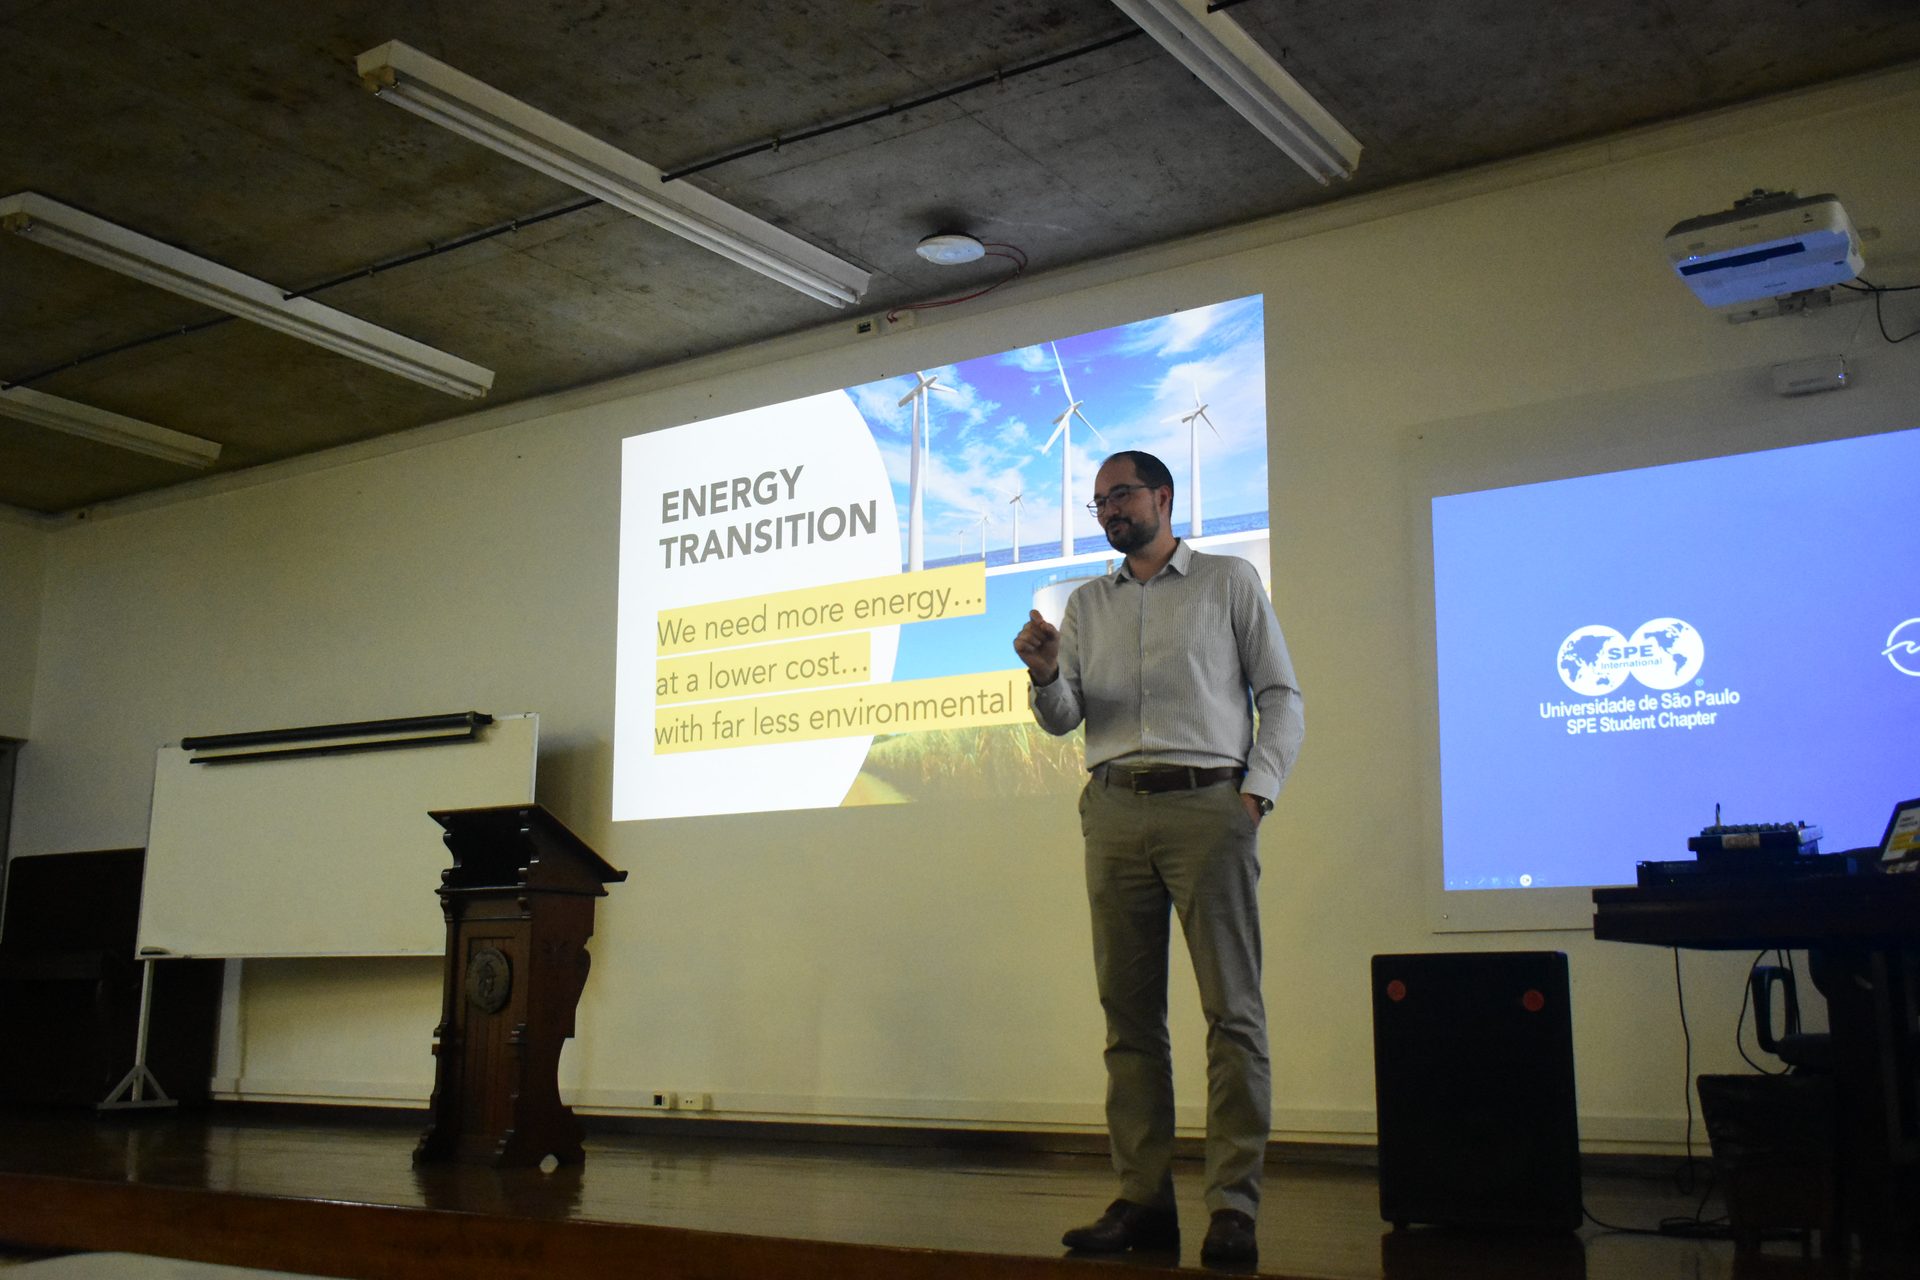 ENERGY
TRANSITION
We need more energy...
at a lower cost...
with far less environmental
SPE
International
Universidade de São Paulo
SPE Student Chapter